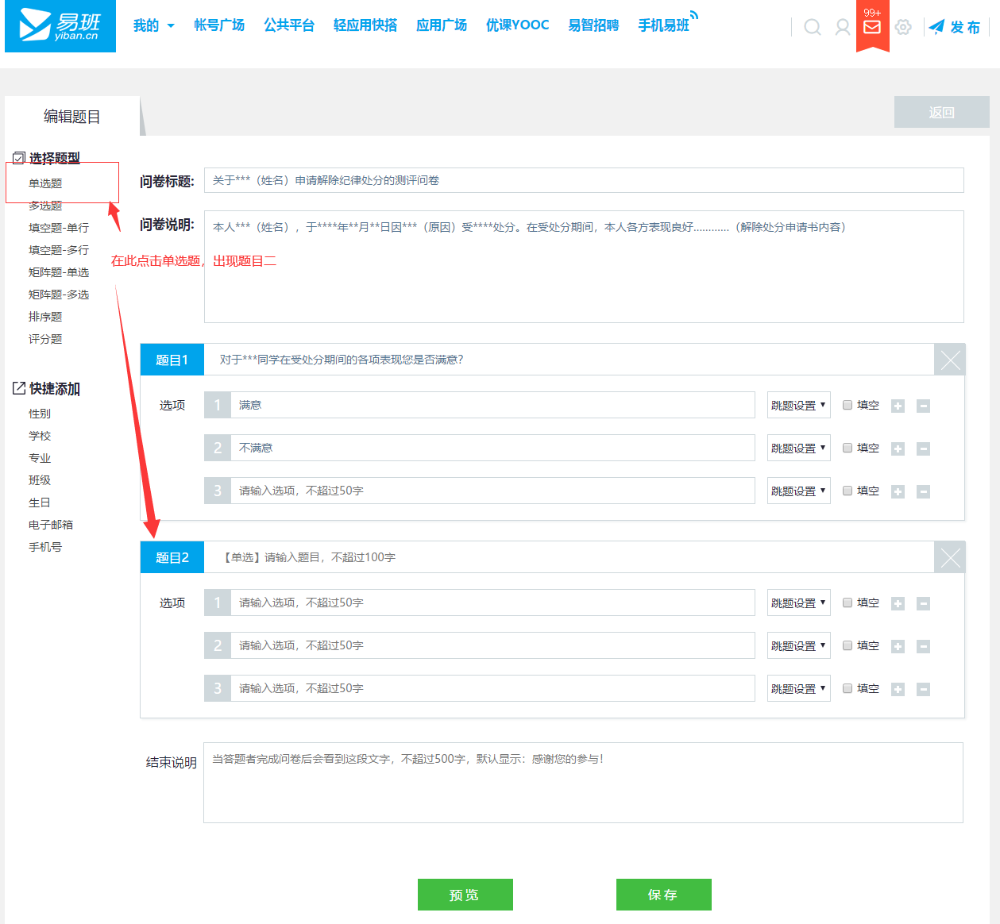 易班
yiban.cn
我的 帐号广场 公共平台 轻应用快搭 应用广场 优课YOOC 易智招聘 手机易班
99+
发布
编辑题目
返回
选择题型
单选题
多选题
填空题-单行
填空题-多行
矩阵题-单选
矩阵题-多选
排序题
评分题
快捷添加
性别
学校
专业
班级
生日
电子邮箱
手机号
问卷标题: 关于***（姓名）申请解除纪律处分的测评问卷
问卷说明: 本人***（姓名），于****年**月**日因***（原因）受****处分。在受处分期间，本人各方表现良好…………（解除处分申请书内容）
在此点击单选题，出现题目二
题目1 对于***同学在受处分期间的各项表现您是否满意?
选项 1 满意 跳题设置 填空
2 不满意 跳题设置 填空
3 请输入选项，不超过50字 跳题设置 填空
题目2 【单选】请输入题目，不超过100字
选项 1 请输入选项，不超过50字 跳题设置 填空
2 请输入选项，不超过50字 跳题设置 填空
3 请输入选项，不超过50字 跳题设置 填空
结束说明 当答题者完成问卷后会看到这段文字，不超过500字，默认显示：感谢您的参与！
预览 保存